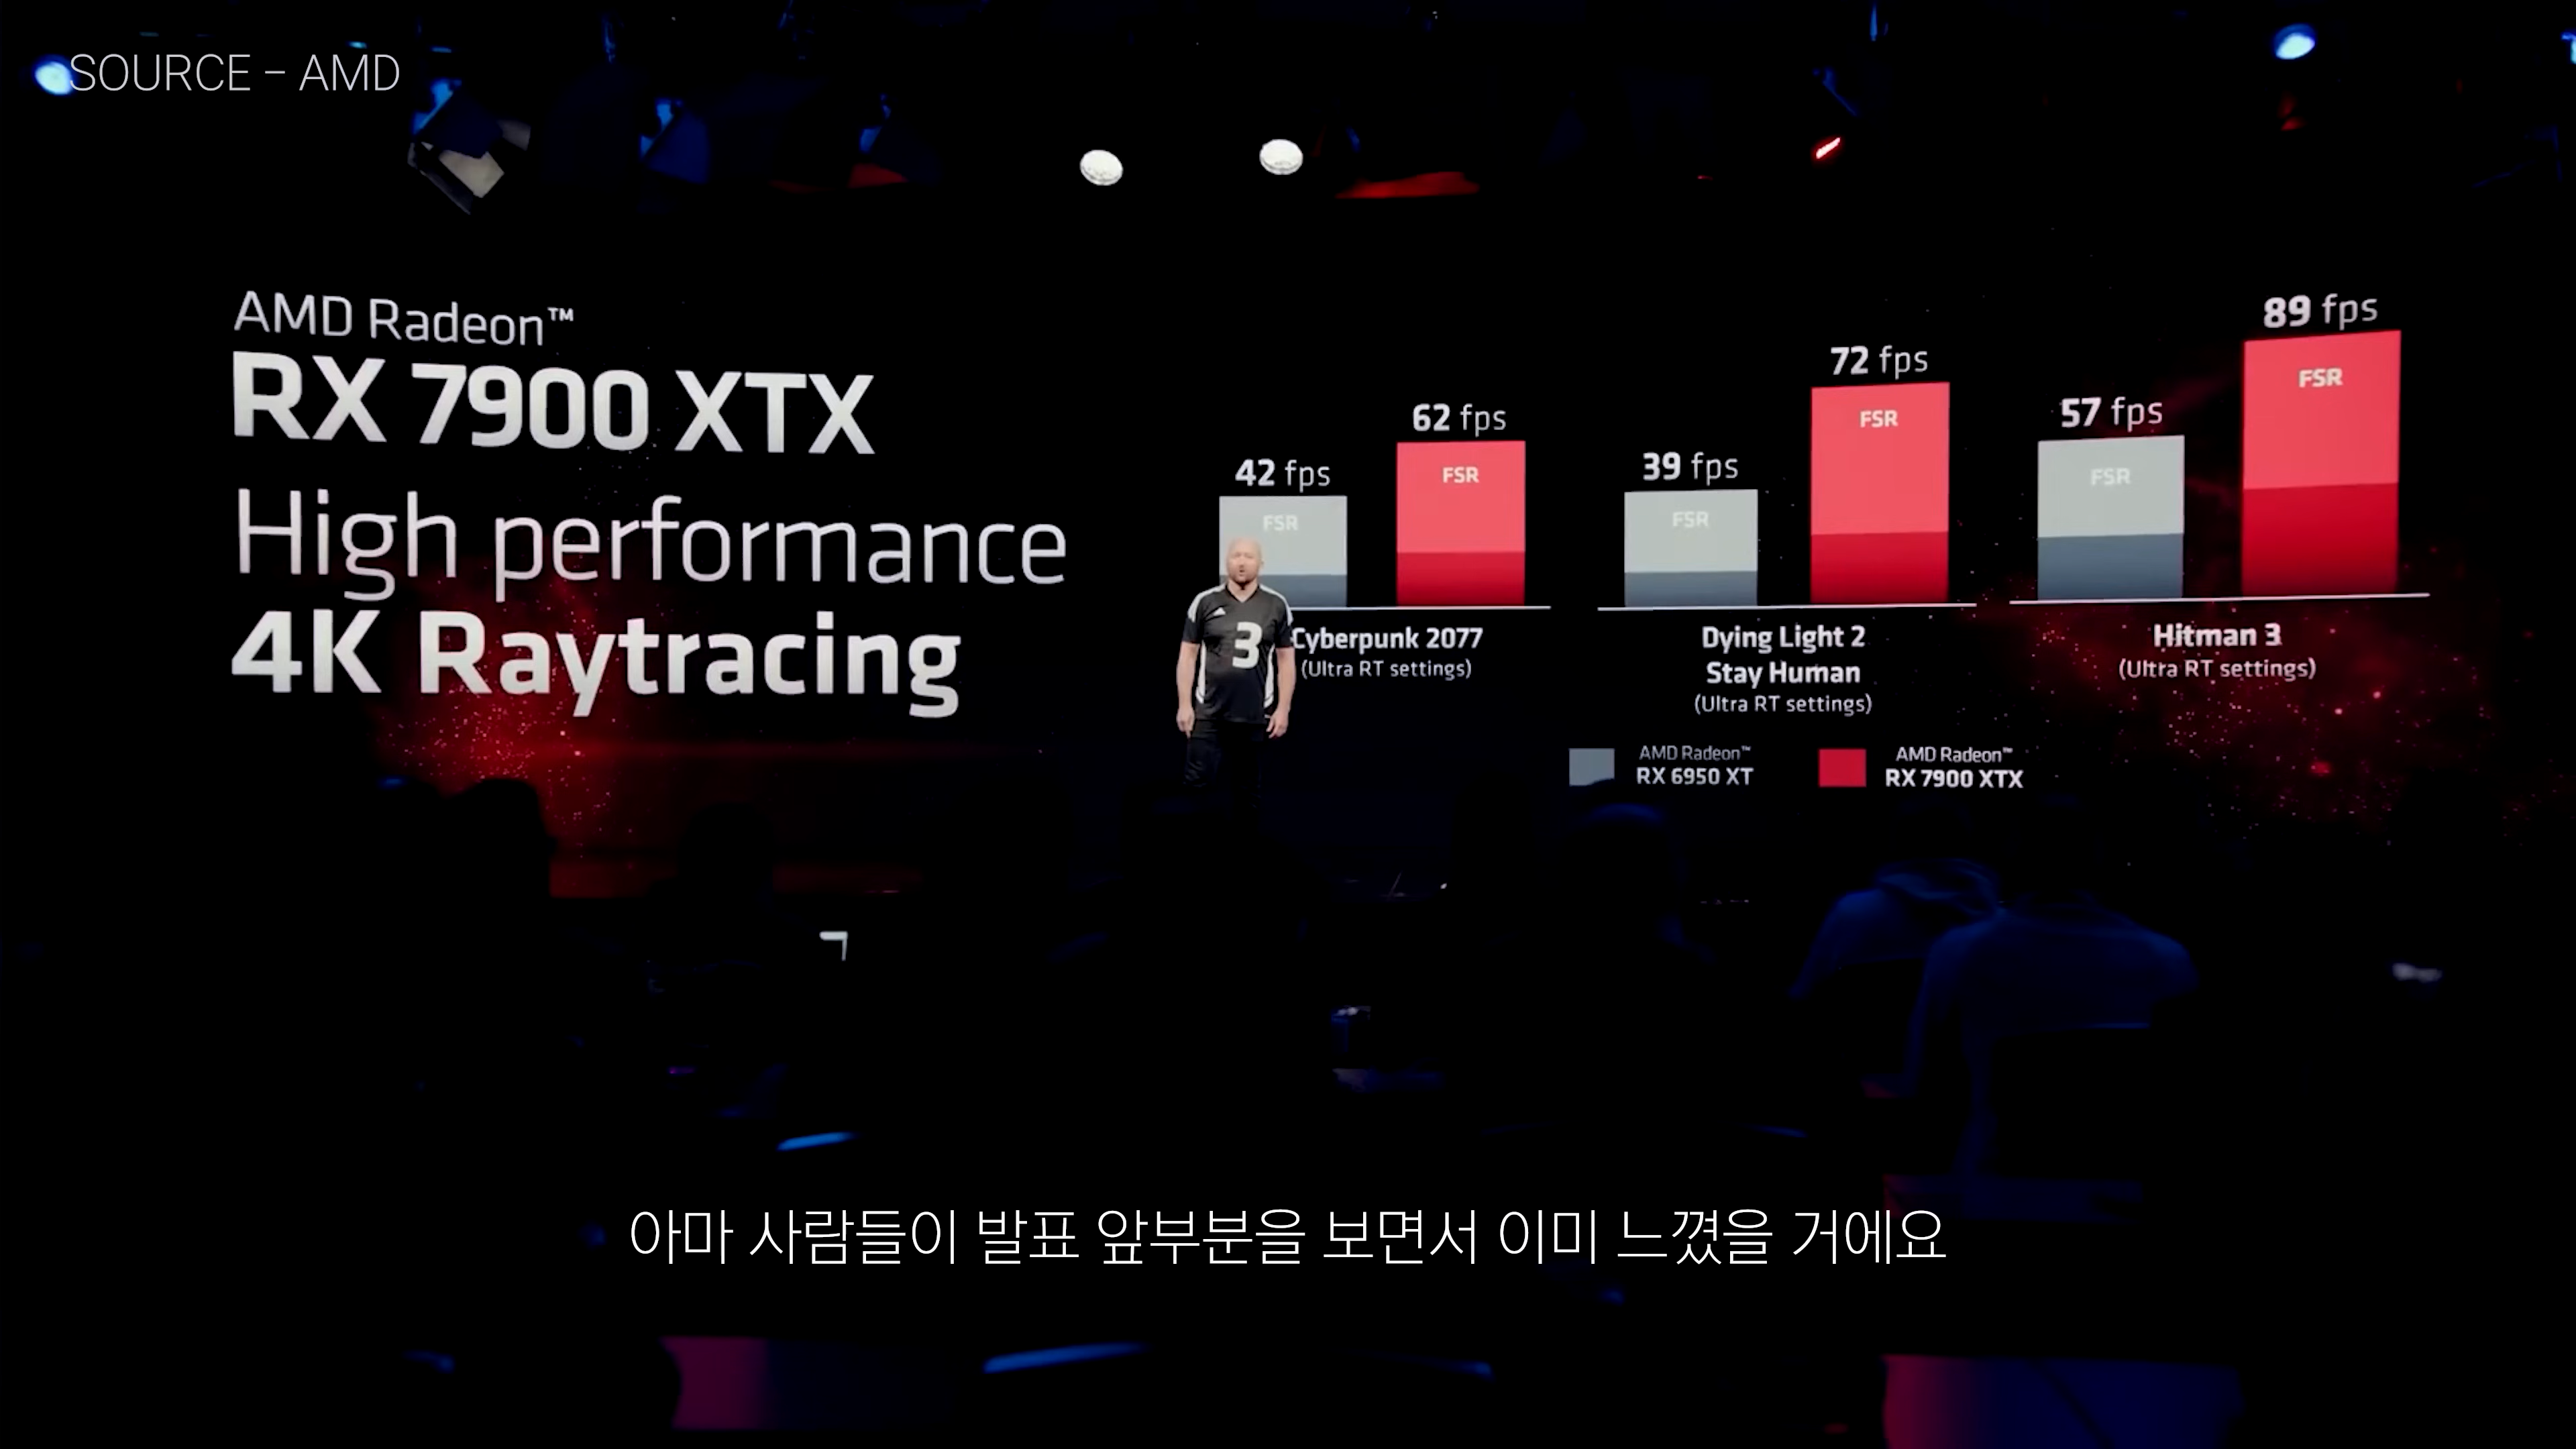 SOURCE – AMD
AMD Radeon™
RX 7900 XTX
High performance
4K Raytracing
42 fps
FSR
62 fps
FSR
39 fps
FSR
72 fps
FSR
57 fps
FSR
89 fps
FSR
3
Cyberpunk 2077
(Ultra RT settings)
Dying Light 2
Stay Human
(Ultra RT settings)
Hitman 3
(Ultra RT settings)
AMD Radeon™
RX 6950 XT
AMD Radeon™
RX 7900 XTX
아마 사람들이 발표 앞부분을 보면서 이미 느꼈을 거에요